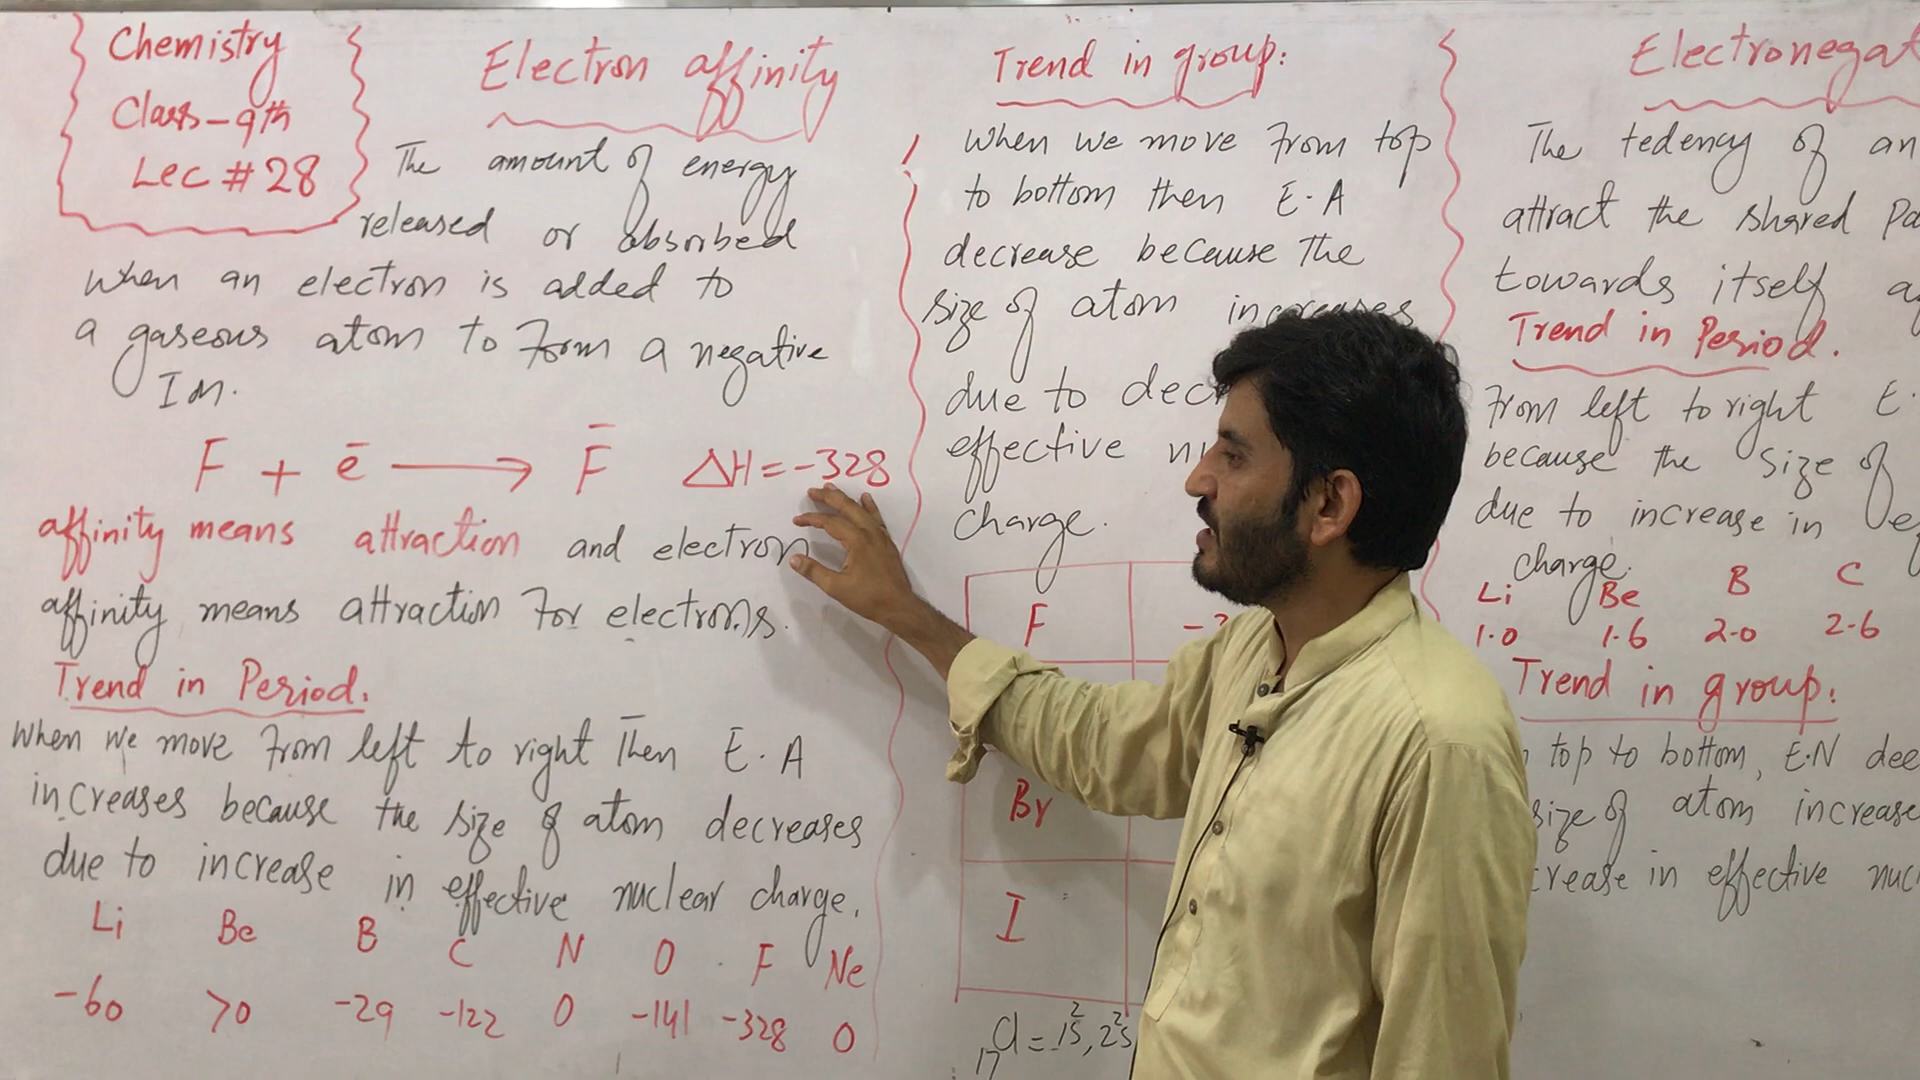 Chemistry
Class-9th
Lec # 28
Electron affinity
The amount of energy
released or absorbed
when an electron is added to
a gaseous atom to Form a negative
Ion.
F + e⁻ ⟶ F⁻ ΔH = -328
affinity means attraction and electron
affinity means attraction For electrons.
Trend in Period.
When we move From left to right Then E.A
increases because the size of atom decreases
due to increase in effective nuclear charge.
Li Be B C N O F Ne
-60 >0 -29 -122 0 -141 -328 0
Trend in group:
When we move From top
to bottom then E.A
decrease because The
size of atom increases
due to decr
effective nu
charge.
F -3
Br
I
₁₇Cl = 1s², 2s²
Electronegat
The tedency of an
attract the shared Pa
towards itself a
Trend in Period.
From left to right E.
because the size of
due to increase in e
charge.
Li Be B C
1.0 1.6 2.0 2.6
Trend in group:
top to bottom, E.N dec
size of atom increase
crease in effective nuc